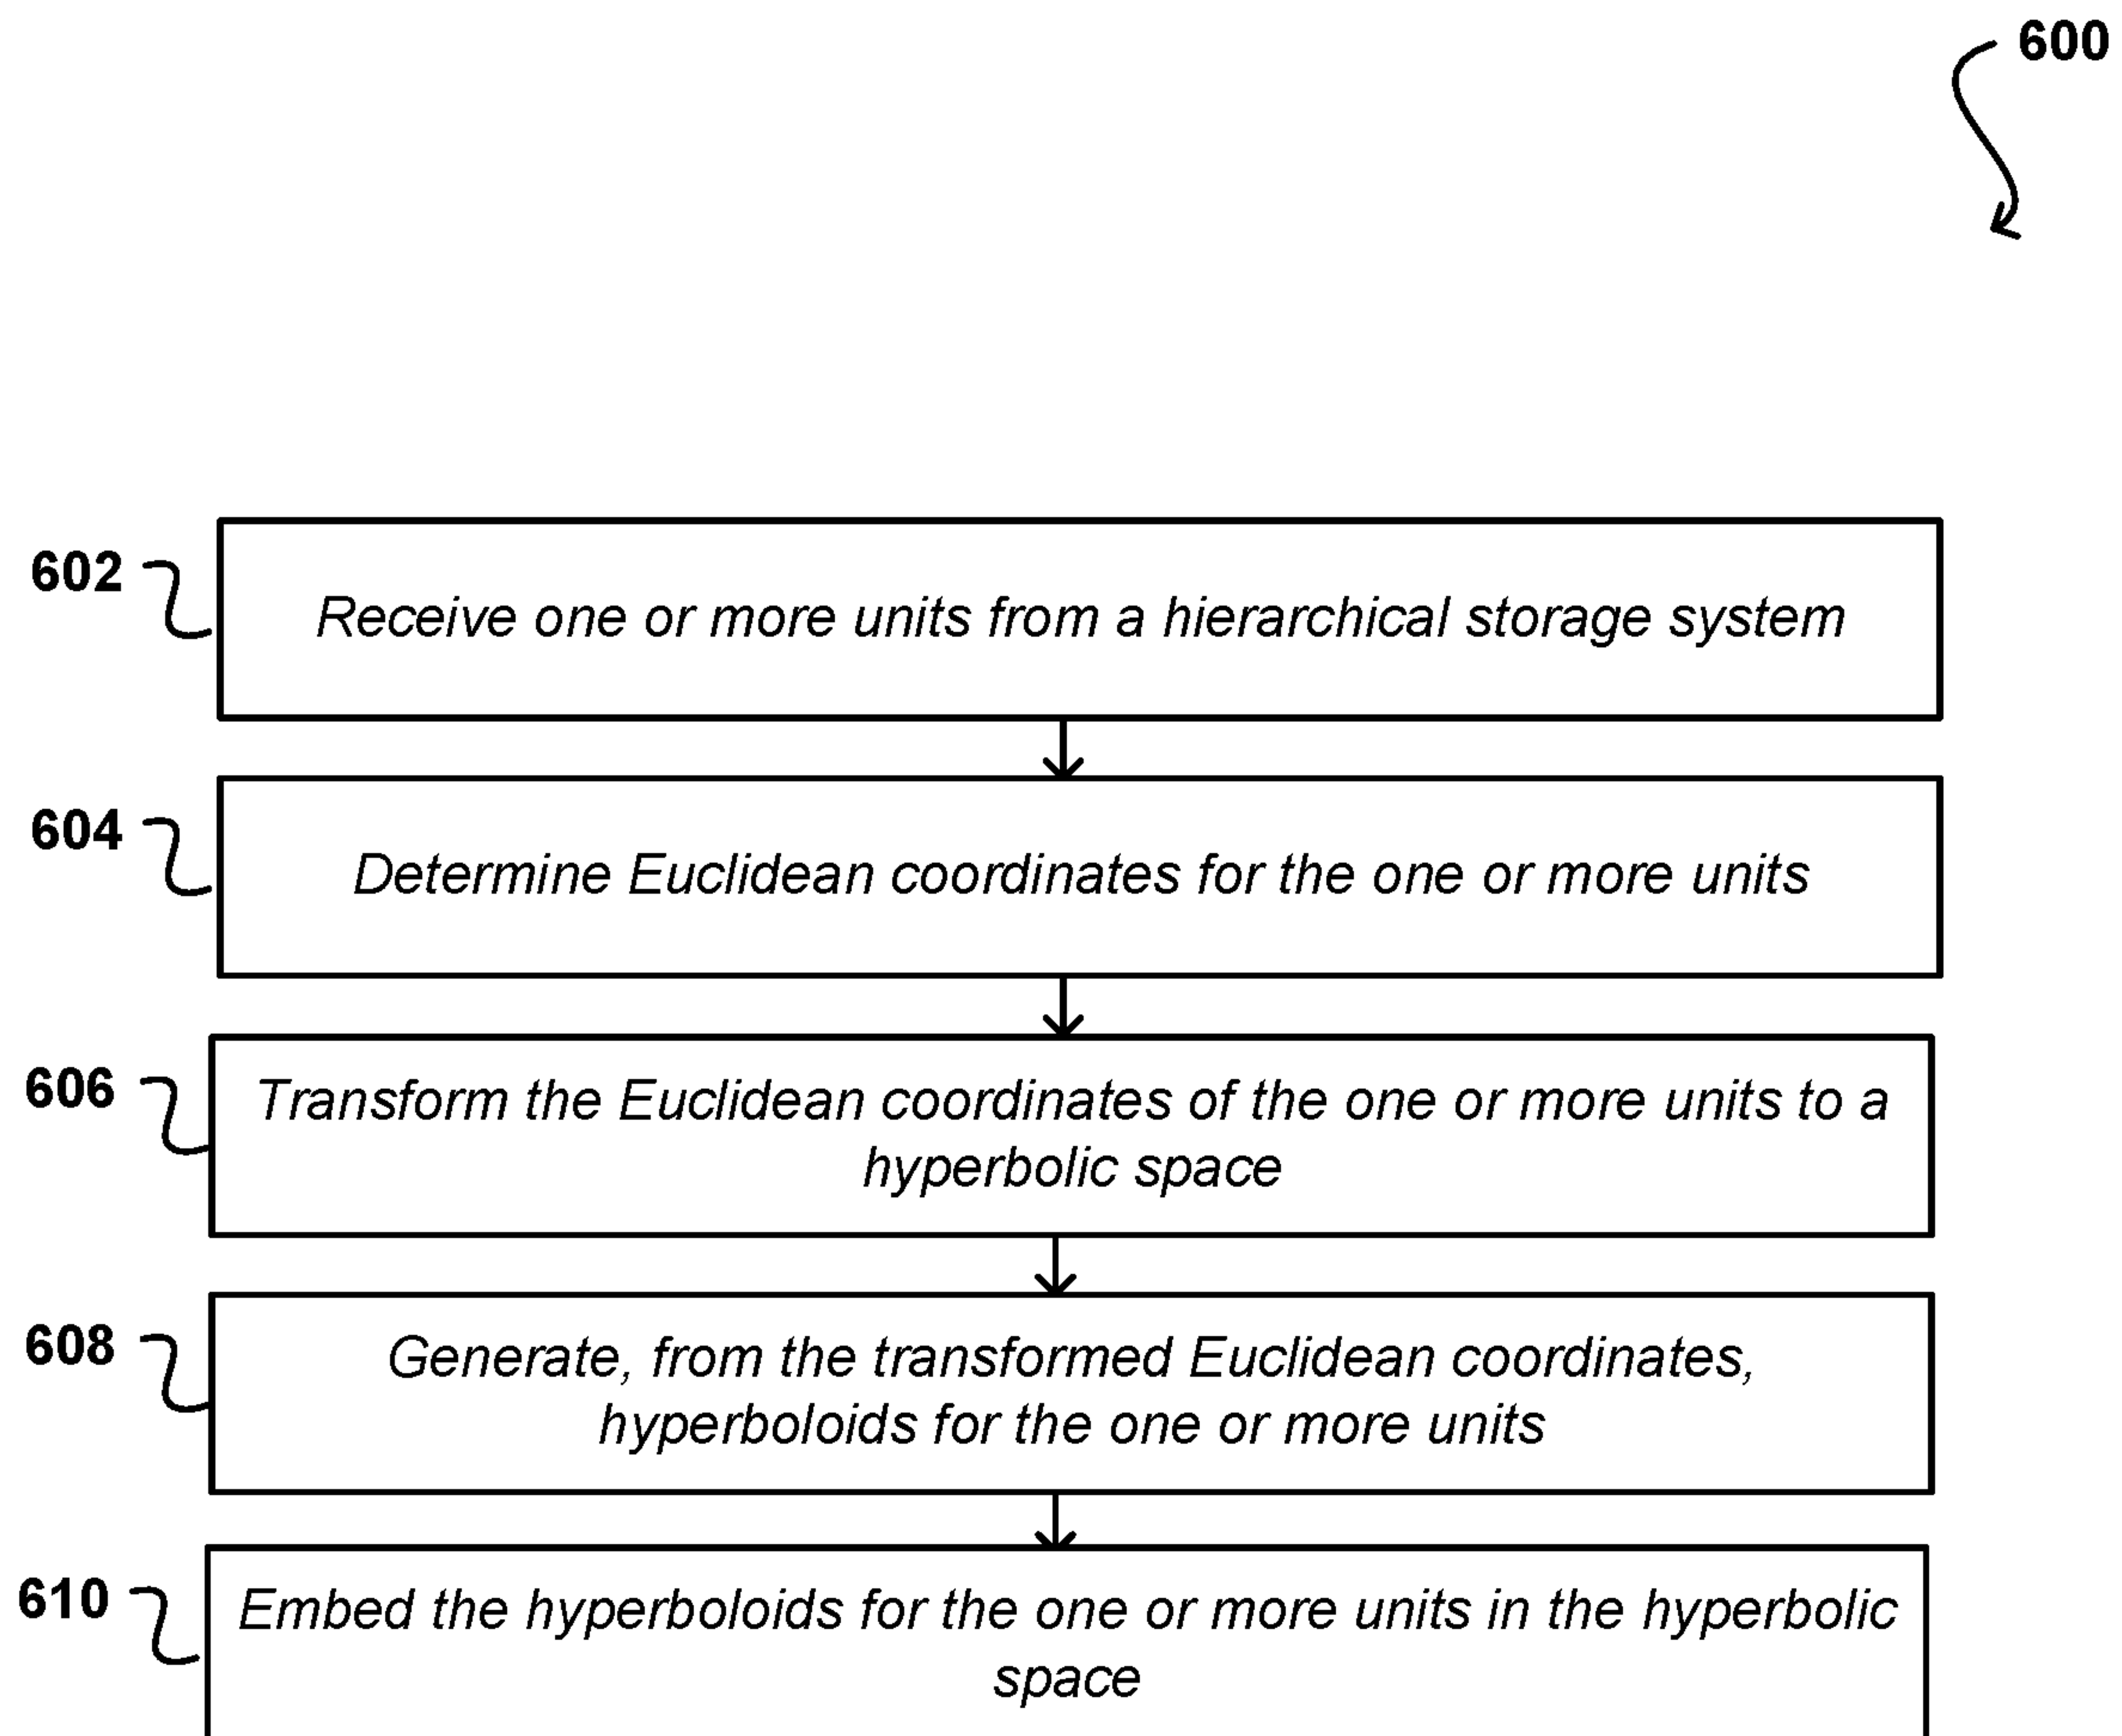 600
602
Receive one or more units from a hierarchical storage system
604
Determine Euclidean coordinates for the one or more units
606
Transform the Euclidean coordinates of the one or more units to a
hyperbolic space
608
Generate, from the transformed Euclidean coordinates,
hyperboloids for the one or more units
610
Embed the hyperboloids for the one or more units in the hyperbolic
space